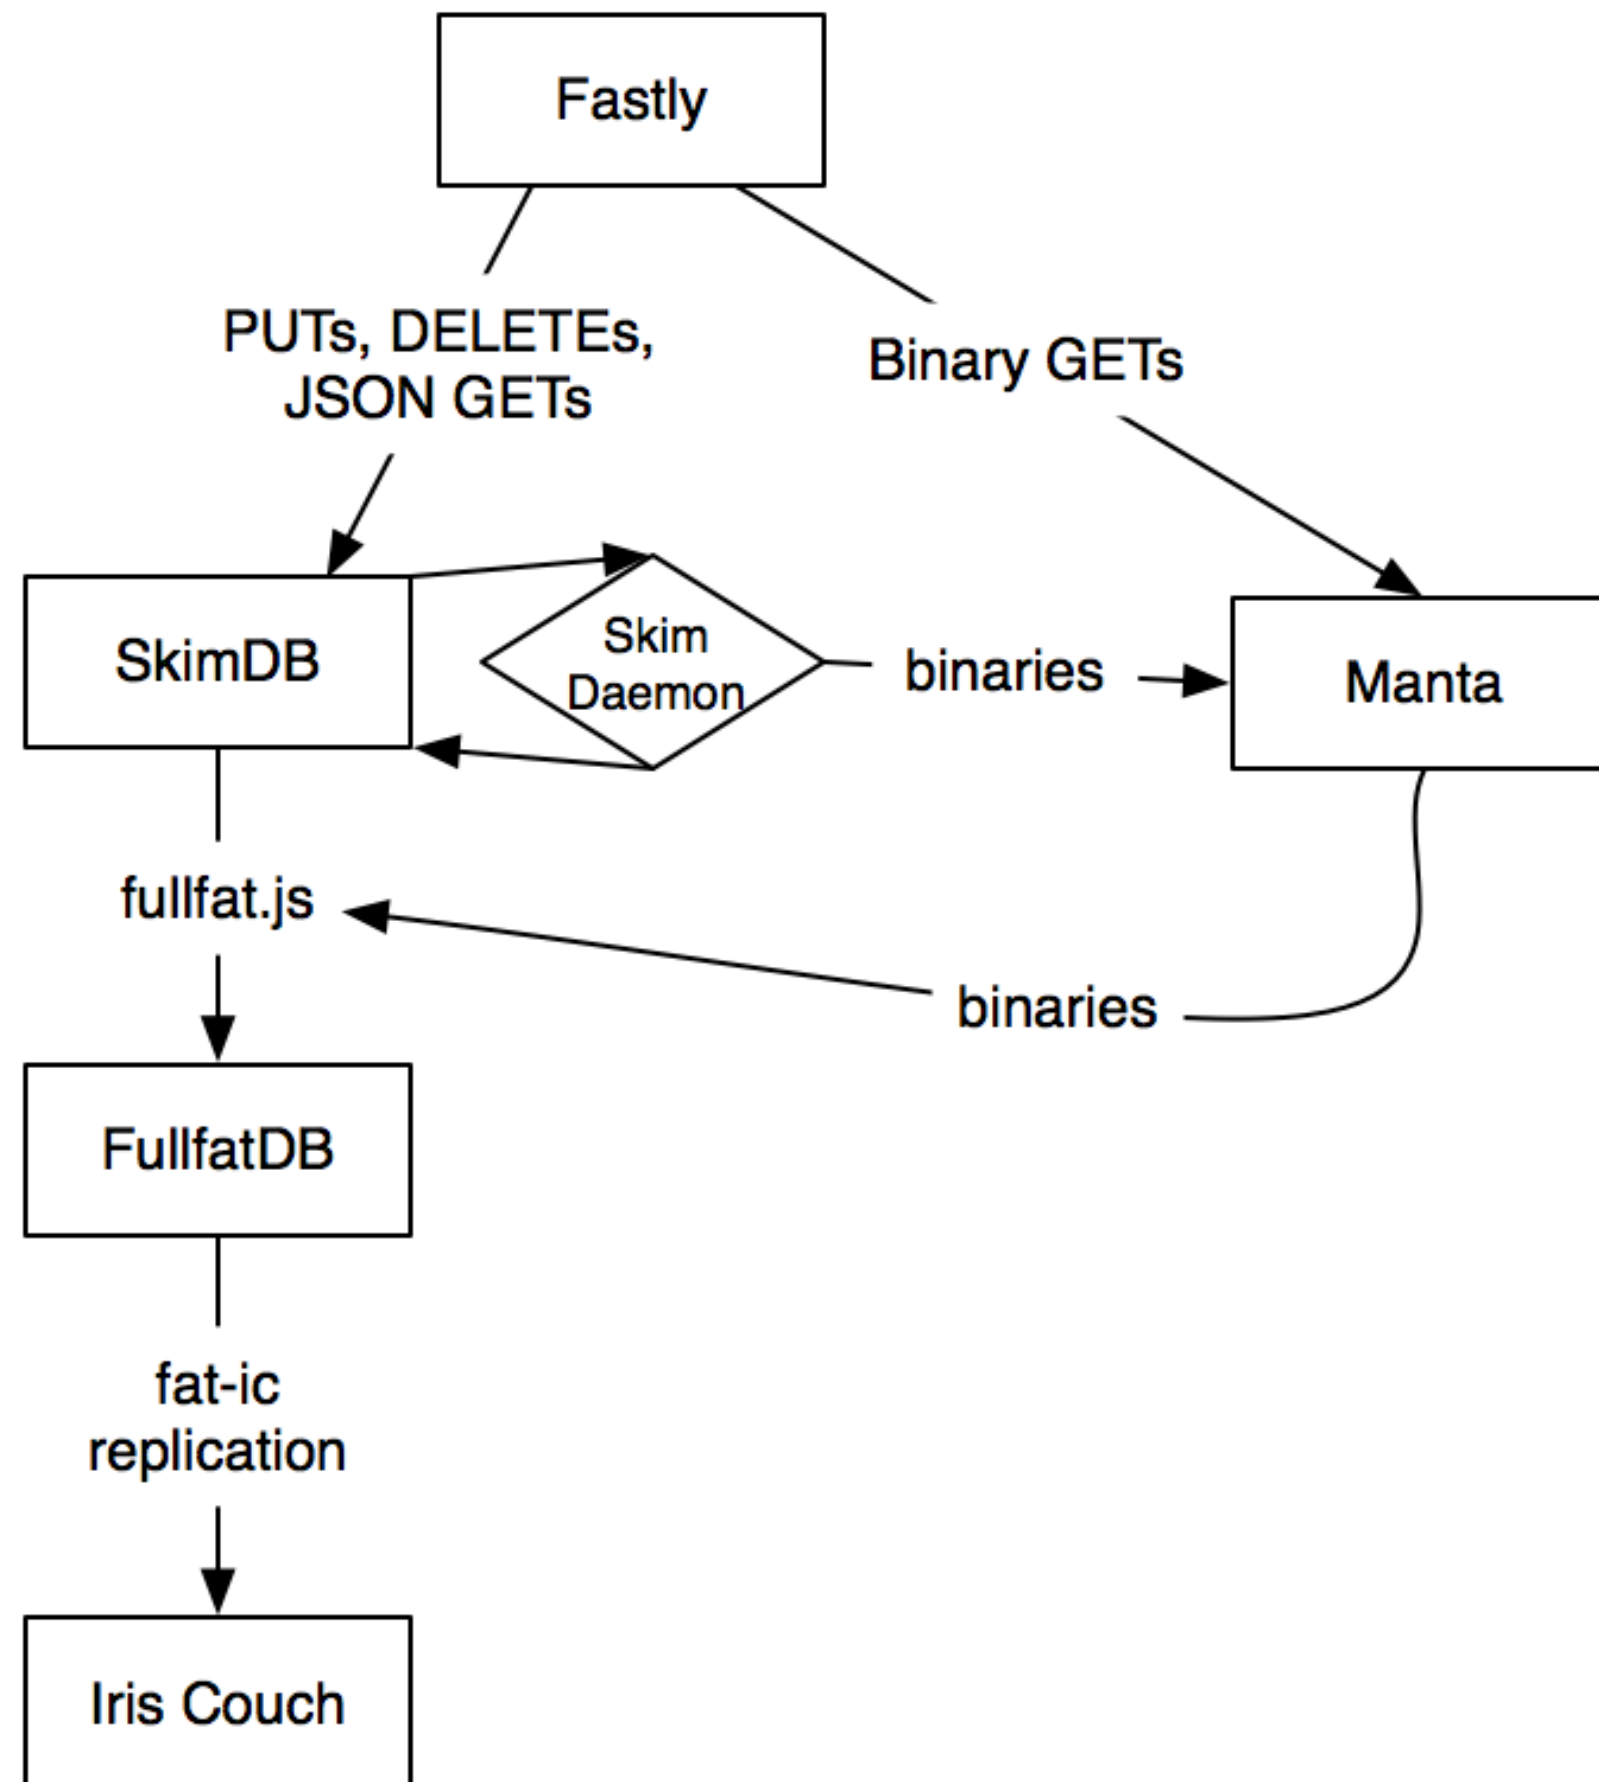 Fastly
PUTs, DELETEs,
JSON GETs
Binary GETs
SkimDB
Skim
Daemon
binaries
Manta
fullfat.js
binaries
FullfatDB
fat-ic
replication
Iris Couch